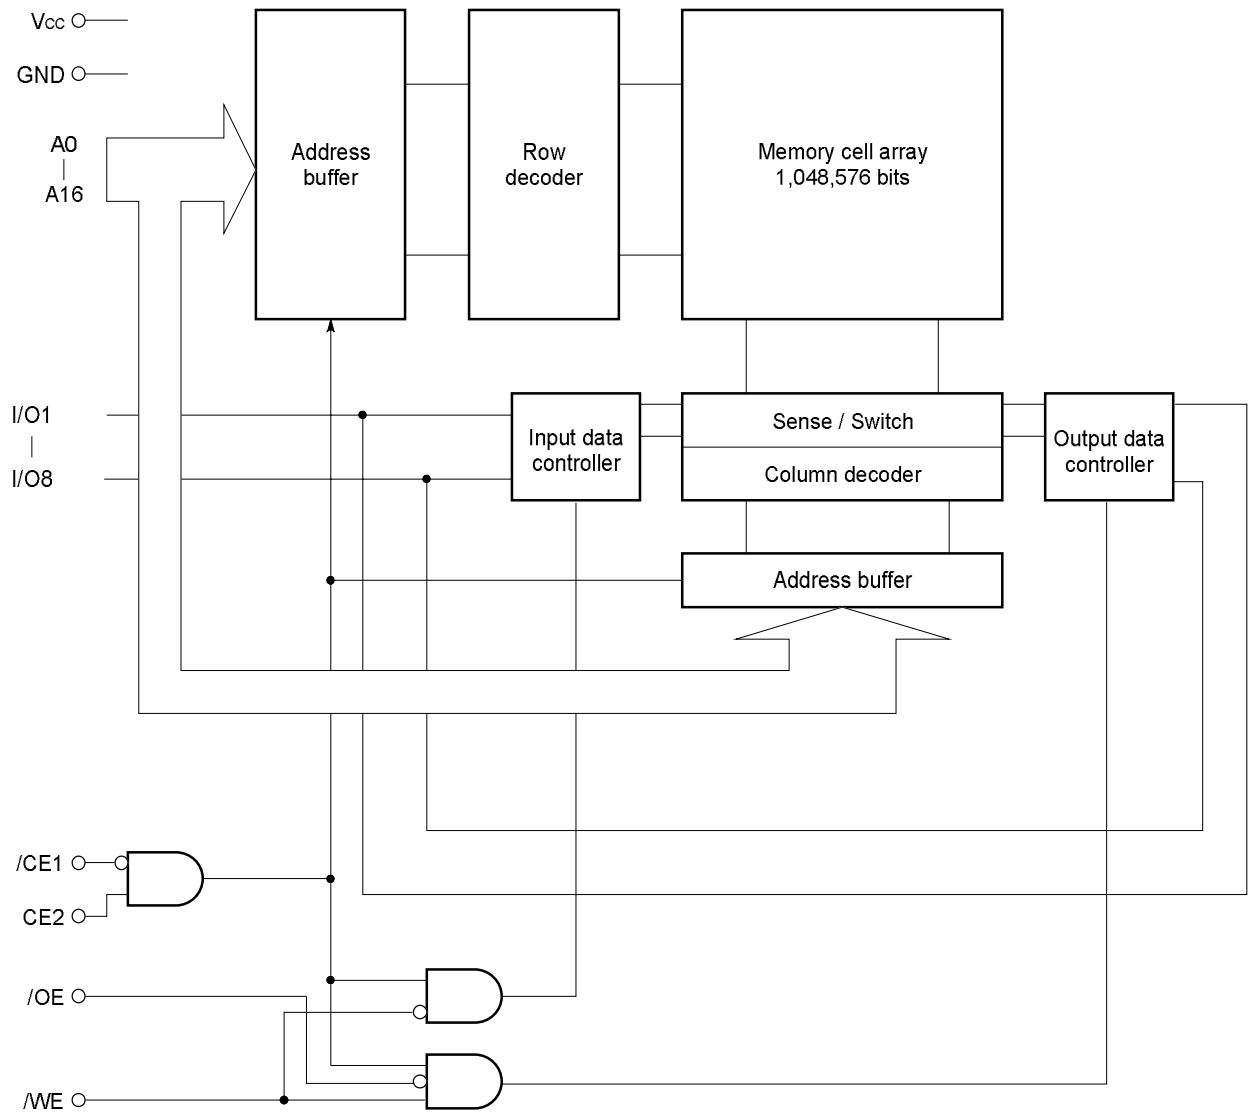 VCC
GND
A0
A16
Address
buffer
Row
decoder
Memory cell array
1,048,576 bits
I/O1
I/O8
Input data
controller
Sense / Switch
Column decoder
Output data
controller
Address buffer
/CE1
CE2
/OE
/WE